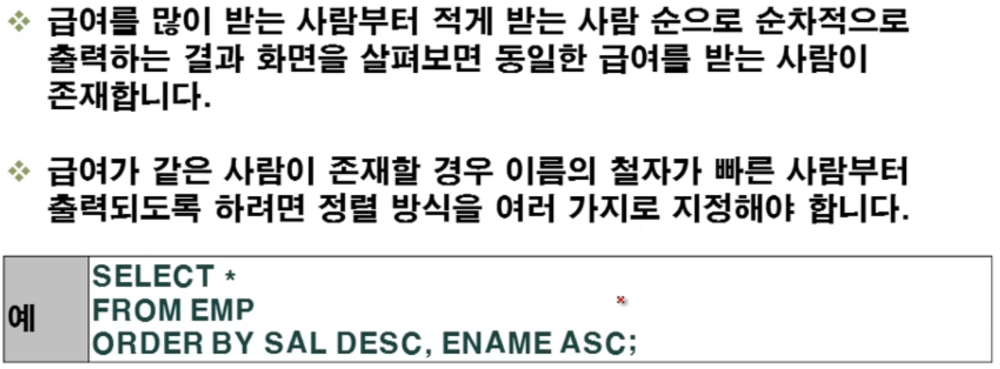 ❖ 급여를 많이 받는 사람부터 적게 받는 사람 순으로 순차적으로
출력하는 결과 화면을 살펴보면 동일한 급여를 받는 사람이
존재합니다.
❖ 급여가 같은 사람이 존재할 경우 이름의 철자가 빠른 사람부터
출력되도록 하려면 정렬 방식을 여러 가지로 지정해야 합니다.
예
SELECT *
FROM EMP
ORDER BY SAL DESC, ENAME ASC;